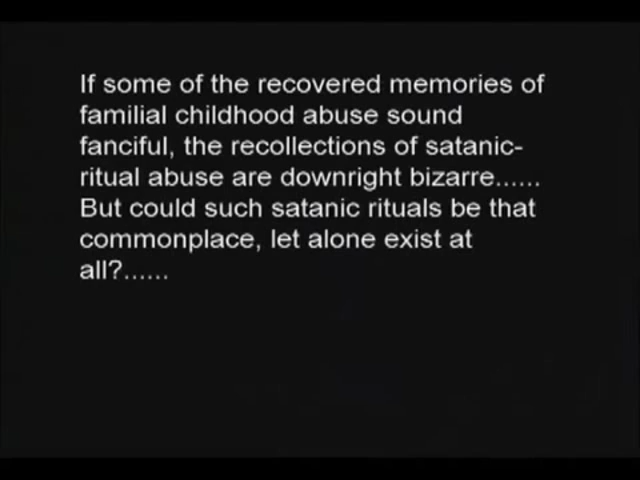 If some of the recovered memories of
familial childhood abuse sound
fanciful, the recollections of satanic-
ritual abuse are downright bizarre......
But could such satanic rituals be that
commonplace, let alone exist at
all?......